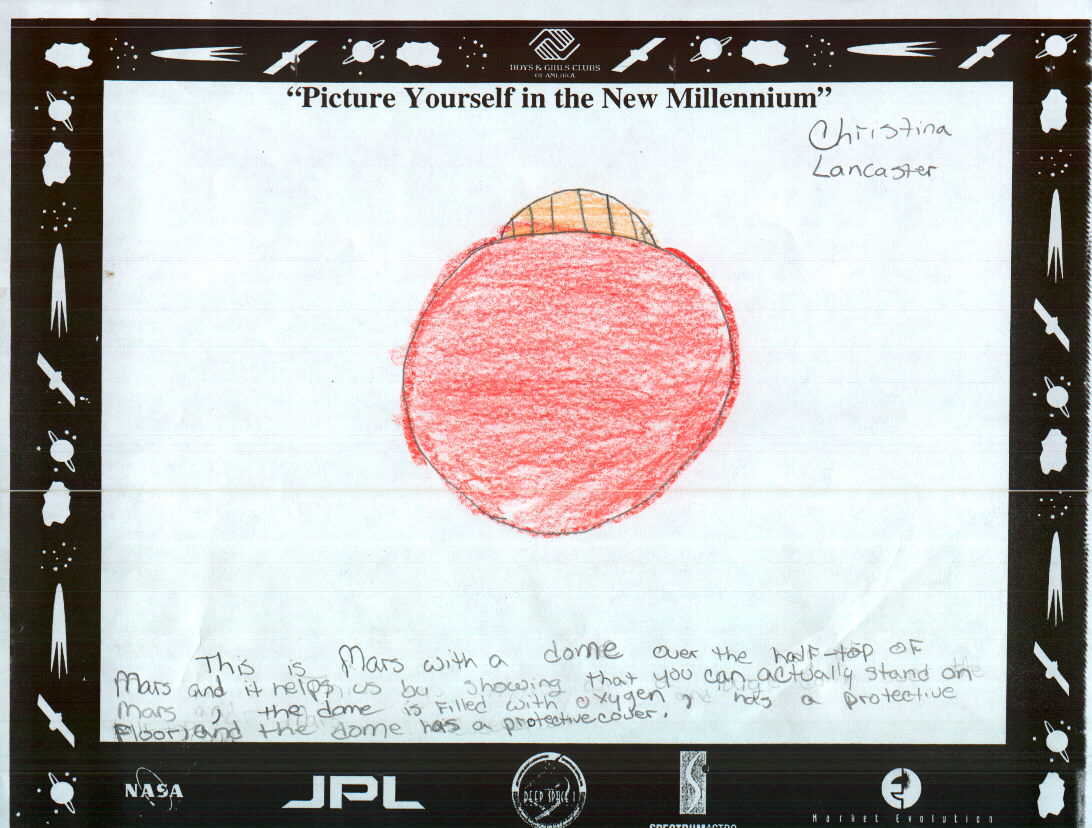 BOYS & GIRLS CLUBS
OF AMERICA
“Picture Yourself in the New Millennium”
Christina
Lancaster
This is Mars with a dome over the half-top of
Mars and it helps us by showing that you can actually stand on
Mars , the dome is filled with oxygen , has a protective
floor, and the dome has a protective cover.
NASA
JPL
DEEP SPACE 1
SPECTRUMASTRO
Market Evolution